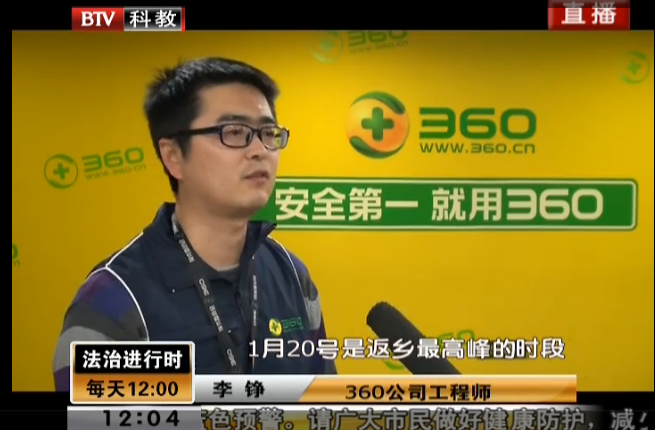 BTV 科教
直播
360
.cn
360
www.360.cn
360
安全第一 就用360
360
1月20号是返乡最高峰的时段
法治进行时
每天12:00
李 铮
360公司工程师
12:04
蓝色预警。请广大市民做好健康防护，减